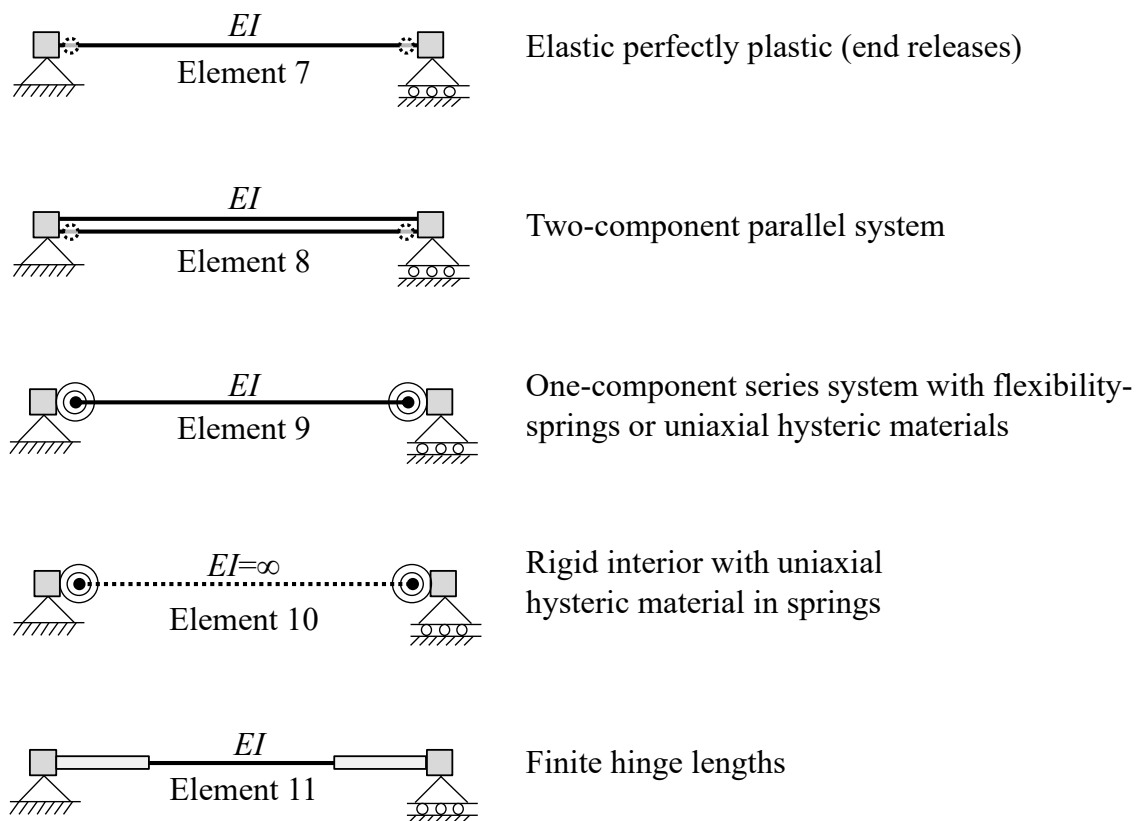 EI
Element 7
Elastic perfectly plastic (end releases)
EI
Element 8
Two-component parallel system
EI
Element 9
One-component series system with flexibility-
springs or uniaxial hysteric materials
EI=∞
Element 10
Rigid interior with uniaxial
hysteric material in springs
EI
Element 11
Finite hinge lengths